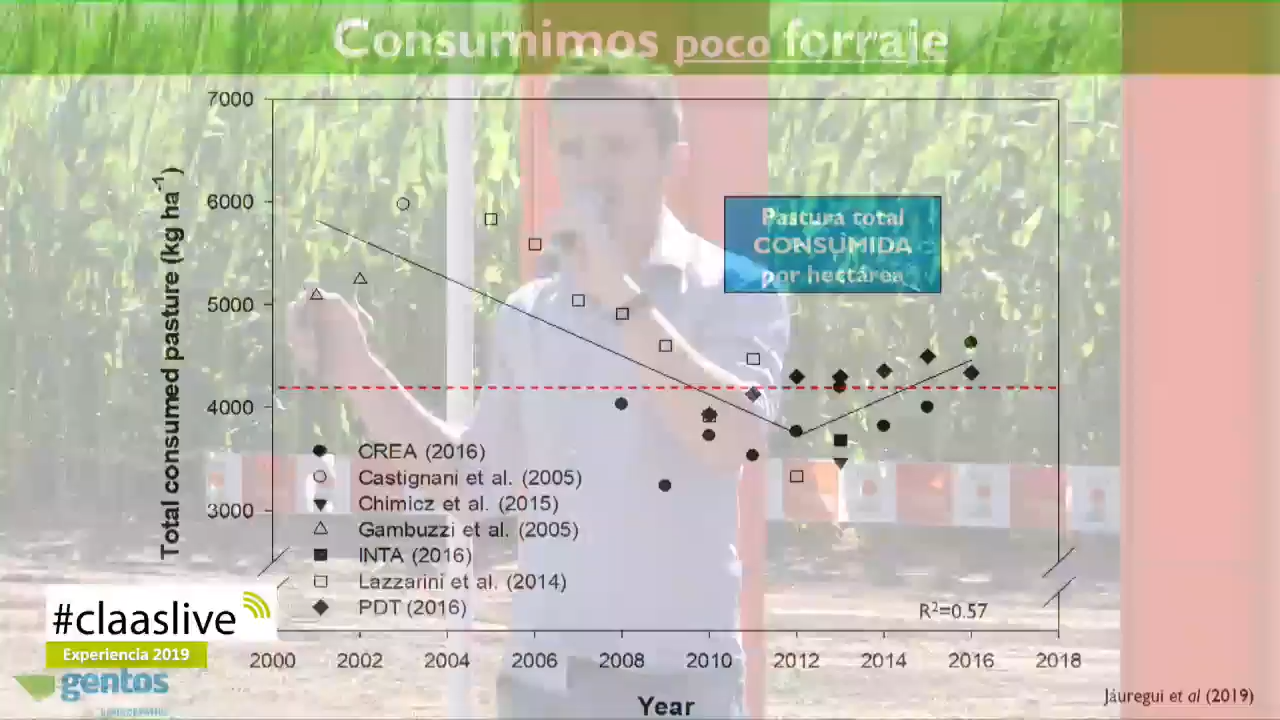 Consumimos poco forraje
7000
6000
5000
4000
3000
Total consumed pasture (kg ha-1)
Pastura total
CONSUMIDA
por hectárea
CREA (2016)
Castignani et al. (2005)
Chimicz et al. (2015)
Gambuzzi et al. (2005)
INTA (2016)
Lazzarini et al. (2014)
PDT (2016)
R2=0.57
#claaslive
Experiencia 2019
gentos
2000 2002 2004 2006 2008 2010 2012 2014 2016 2018
Year
Jáuregui et al (2019)